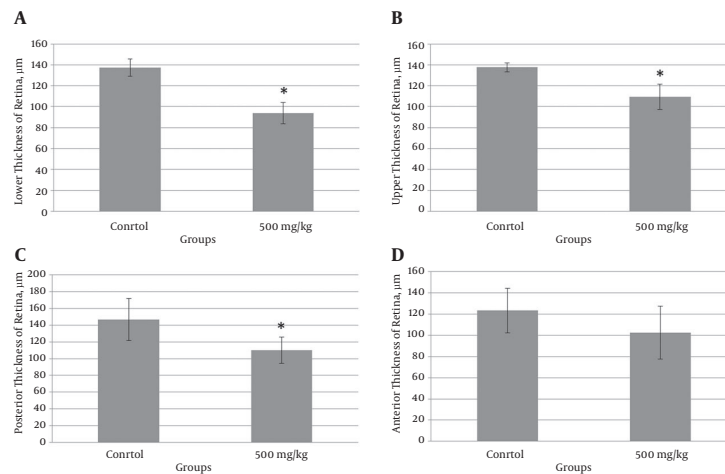 A
Lower Thickness of Retina, µm
160
140
120
100
80
60
40
20
0
*
Conrtol
500 mg/kg
Groups
B
Upper Thickness of Retina, µm
160
140
120
100
80
60
40
20
0
*
Conrtol
500 mg/kg
Groups
C
Posterior Thickness of Retina, µm
200
180
160
140
120
100
80
60
40
20
0
*
Conrtol
500 mg/kg
Groups
D
Anterior Thickness of Retina, µm
160
140
120
100
80
60
40
20
0
Conrtol
500 mg/kg
Groups